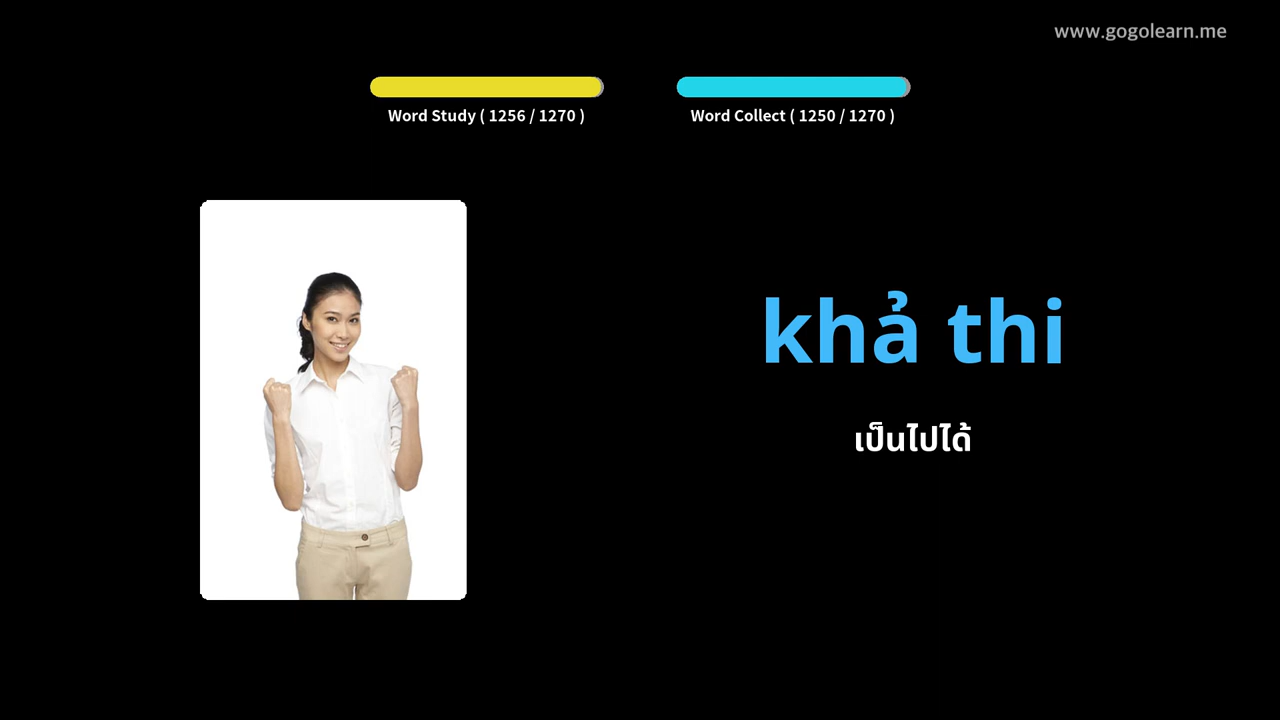 www.gogolearn.me
Word Study ( 1256 / 1270 )
Word Collect ( 1250 / 1270 )
khả thi
เป็นไปได้